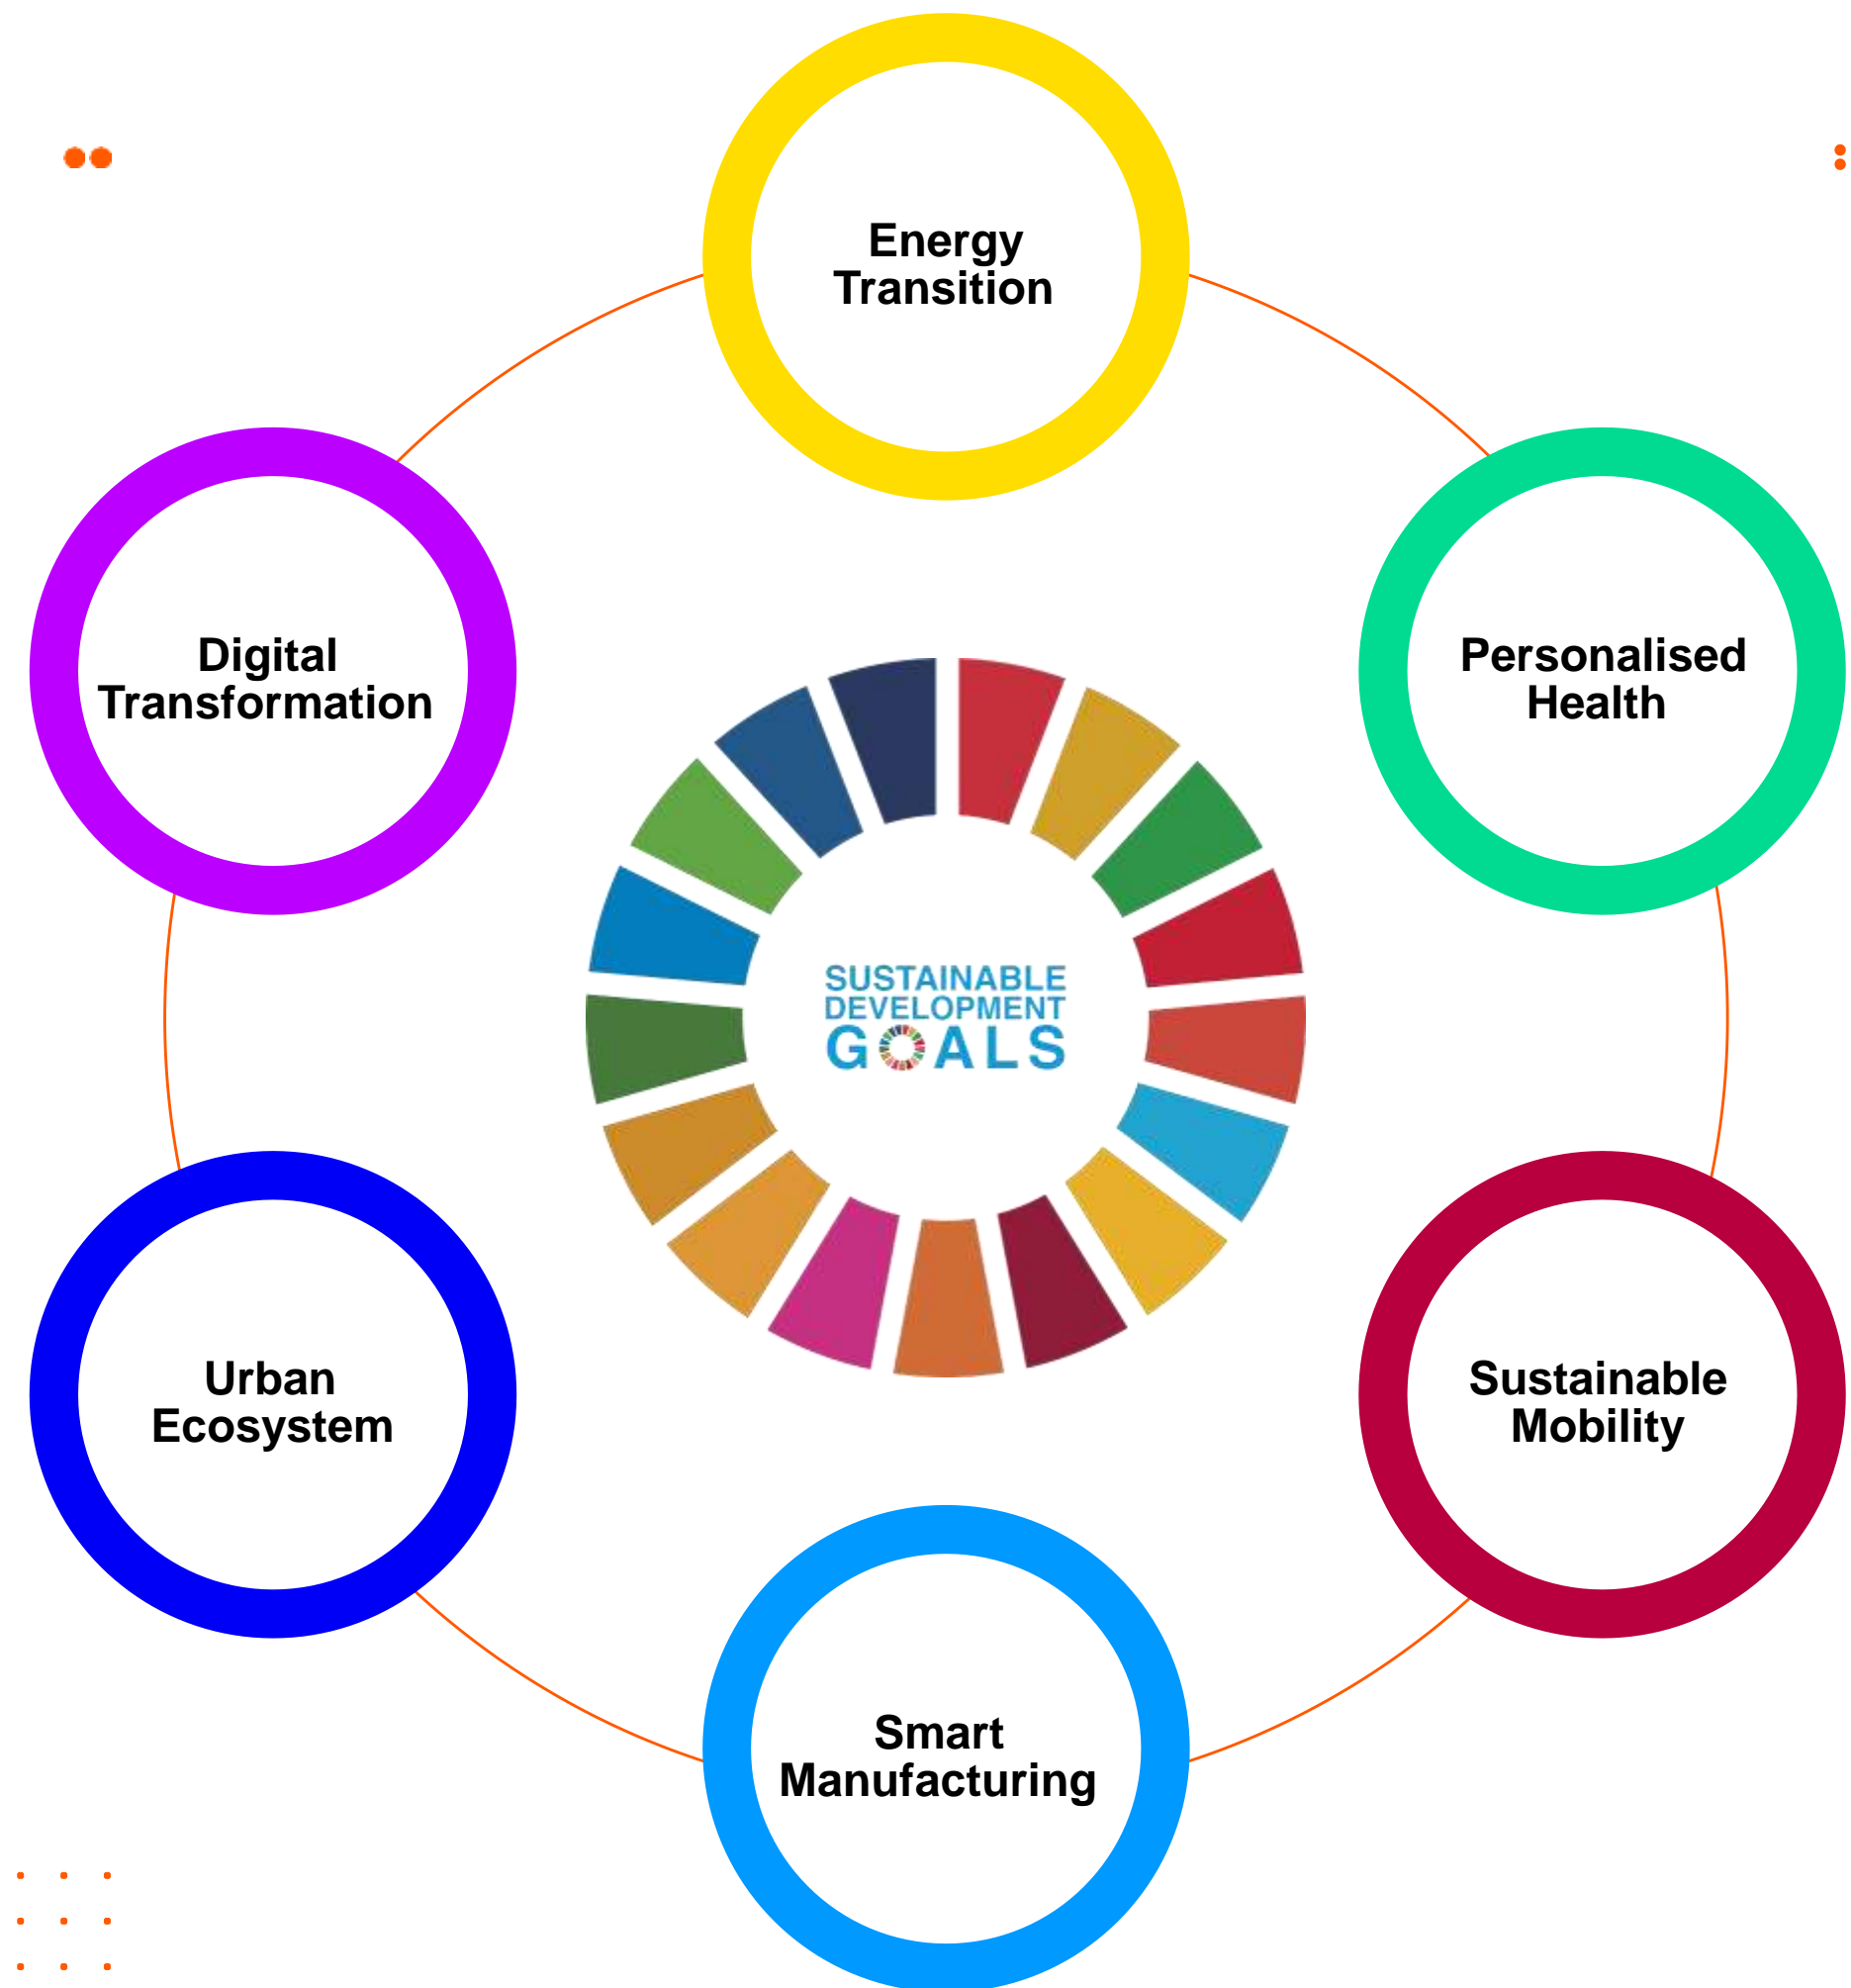 Energy
Transition
Digital
Transformation
Personalised
Health
SUSTAINABLE
DEVELOPMENT
GOALS
Urban
Ecosystem
Sustainable
Mobility
Smart
Manufacturing